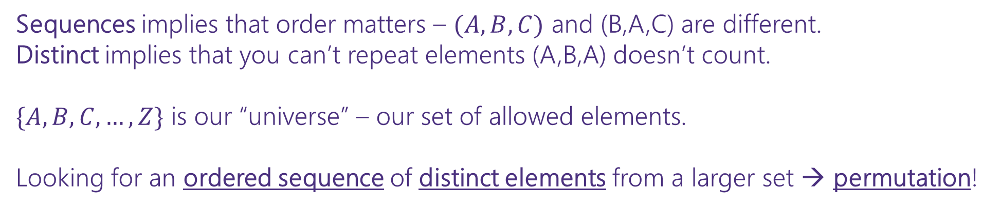 Sequences implies that order matters – (A, B, C) and (B,A,C) are different.
Distinct implies that you can’t repeat elements (A,B,A) doesn’t count.
{A, B, C, … , Z} is our “universe” – our set of allowed elements.
Looking for an ordered sequence of distinct elements from a larger set → permutation!